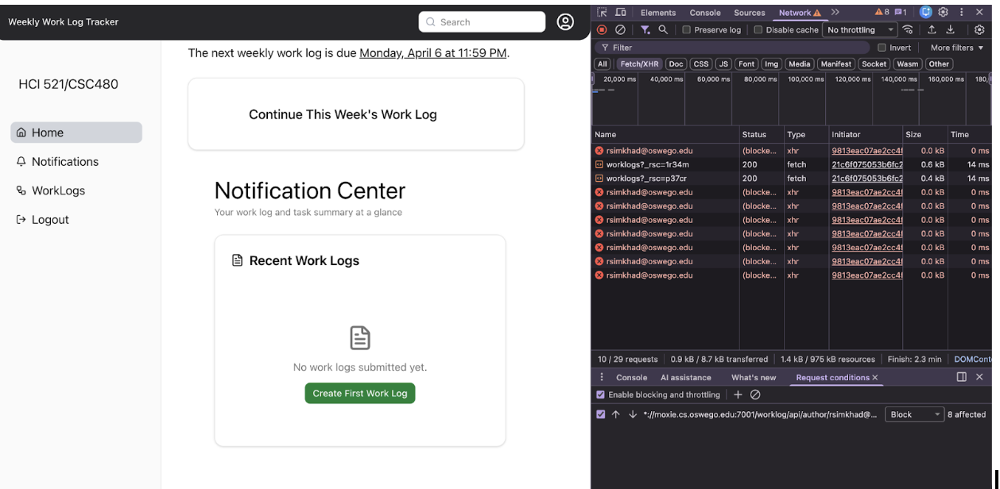 Weekly Work Log Tracker
Search
HCI 521/CSC480
Home
Notifications
WorkLogs
Logout
The next weekly work log is due Monday, April 6 at 11:59 PM.
Continue This Week's Work Log
Notification Center
Your work log and task summary at a glance
Recent Work Logs
No work logs submitted yet.
Create First Work Log
Elements Console Sources Network 8 1
Preserve log Disable cache No throttling
Filter Invert More filters
All Fetch/XHR Doc CSS JS Font Img Media Manifest Socket Wasm Other
20,000 ms 40,000 ms 60,000 ms 80,000 ms 100,000 ms 120,000 ms 140,000 ms 160,000 ms 180,
Name Status Type Initiator Size Time
rsimkhad@oswego.edu (blocke... xhr 9813eac07ae2cc4f 0.0 kB 0 ms
worklogs?_rsc=1r34m 200 fetch 21c6f075053b6fc2 0.6 kB 14 ms
worklogs?_rsc=p37cr 200 fetch 21c6f075053b6fc2 0.4 kB 14 ms
rsimkhad@oswego.edu (blocke... xhr 9813eac07ae2cc4f 0.0 kB 0 ms
rsimkhad@oswego.edu (blocke... xhr 9813eac07ae2cc4f 0.0 kB 0 ms
rsimkhad@oswego.edu (blocke... xhr 9813eac07ae2cc4f 0.0 kB 0 ms
rsimkhad@oswego.edu (blocke... xhr 9813eac07ae2cc4f 0.0 kB 0 ms
rsimkhad@oswego.edu (blocke... xhr 9813eac07ae2cc4f 0.0 kB 0 ms
rsimkhad@oswego.edu (blocke... xhr 9813eac07ae2cc4f 0.0 kB 0 ms
rsimkhad@oswego.edu (blocke... xhr 9813eac07ae2cc4f 0.0 kB 0 ms
10 / 29 requests 0.9 kB / 8.7 kB transferred 1.4 kB / 975 kB resources Finish: 2.3 min DOMCont
Console AI assistance What's new Request conditions
Enable blocking and throttling
*://moxie.cs.oswego.edu:7001/worklog/api/author/rsimkhad@... Block 8 affected